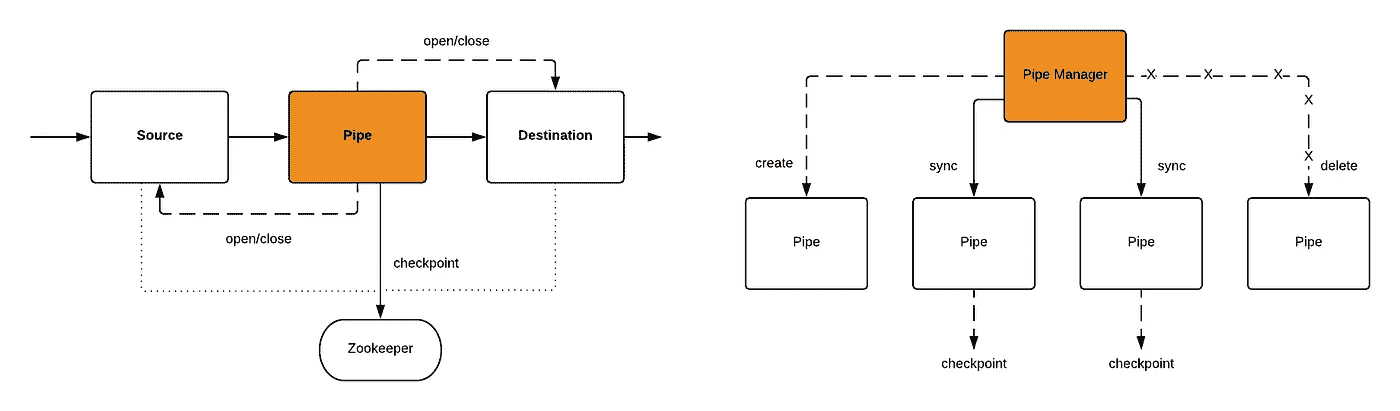 open/close
Source
Pipe
Destination
open/close
checkpoint
Zookeeper
Pipe Manager
X X X
X
X
create
sync
sync
delete
Pipe
Pipe
Pipe
Pipe
checkpoint
checkpoint